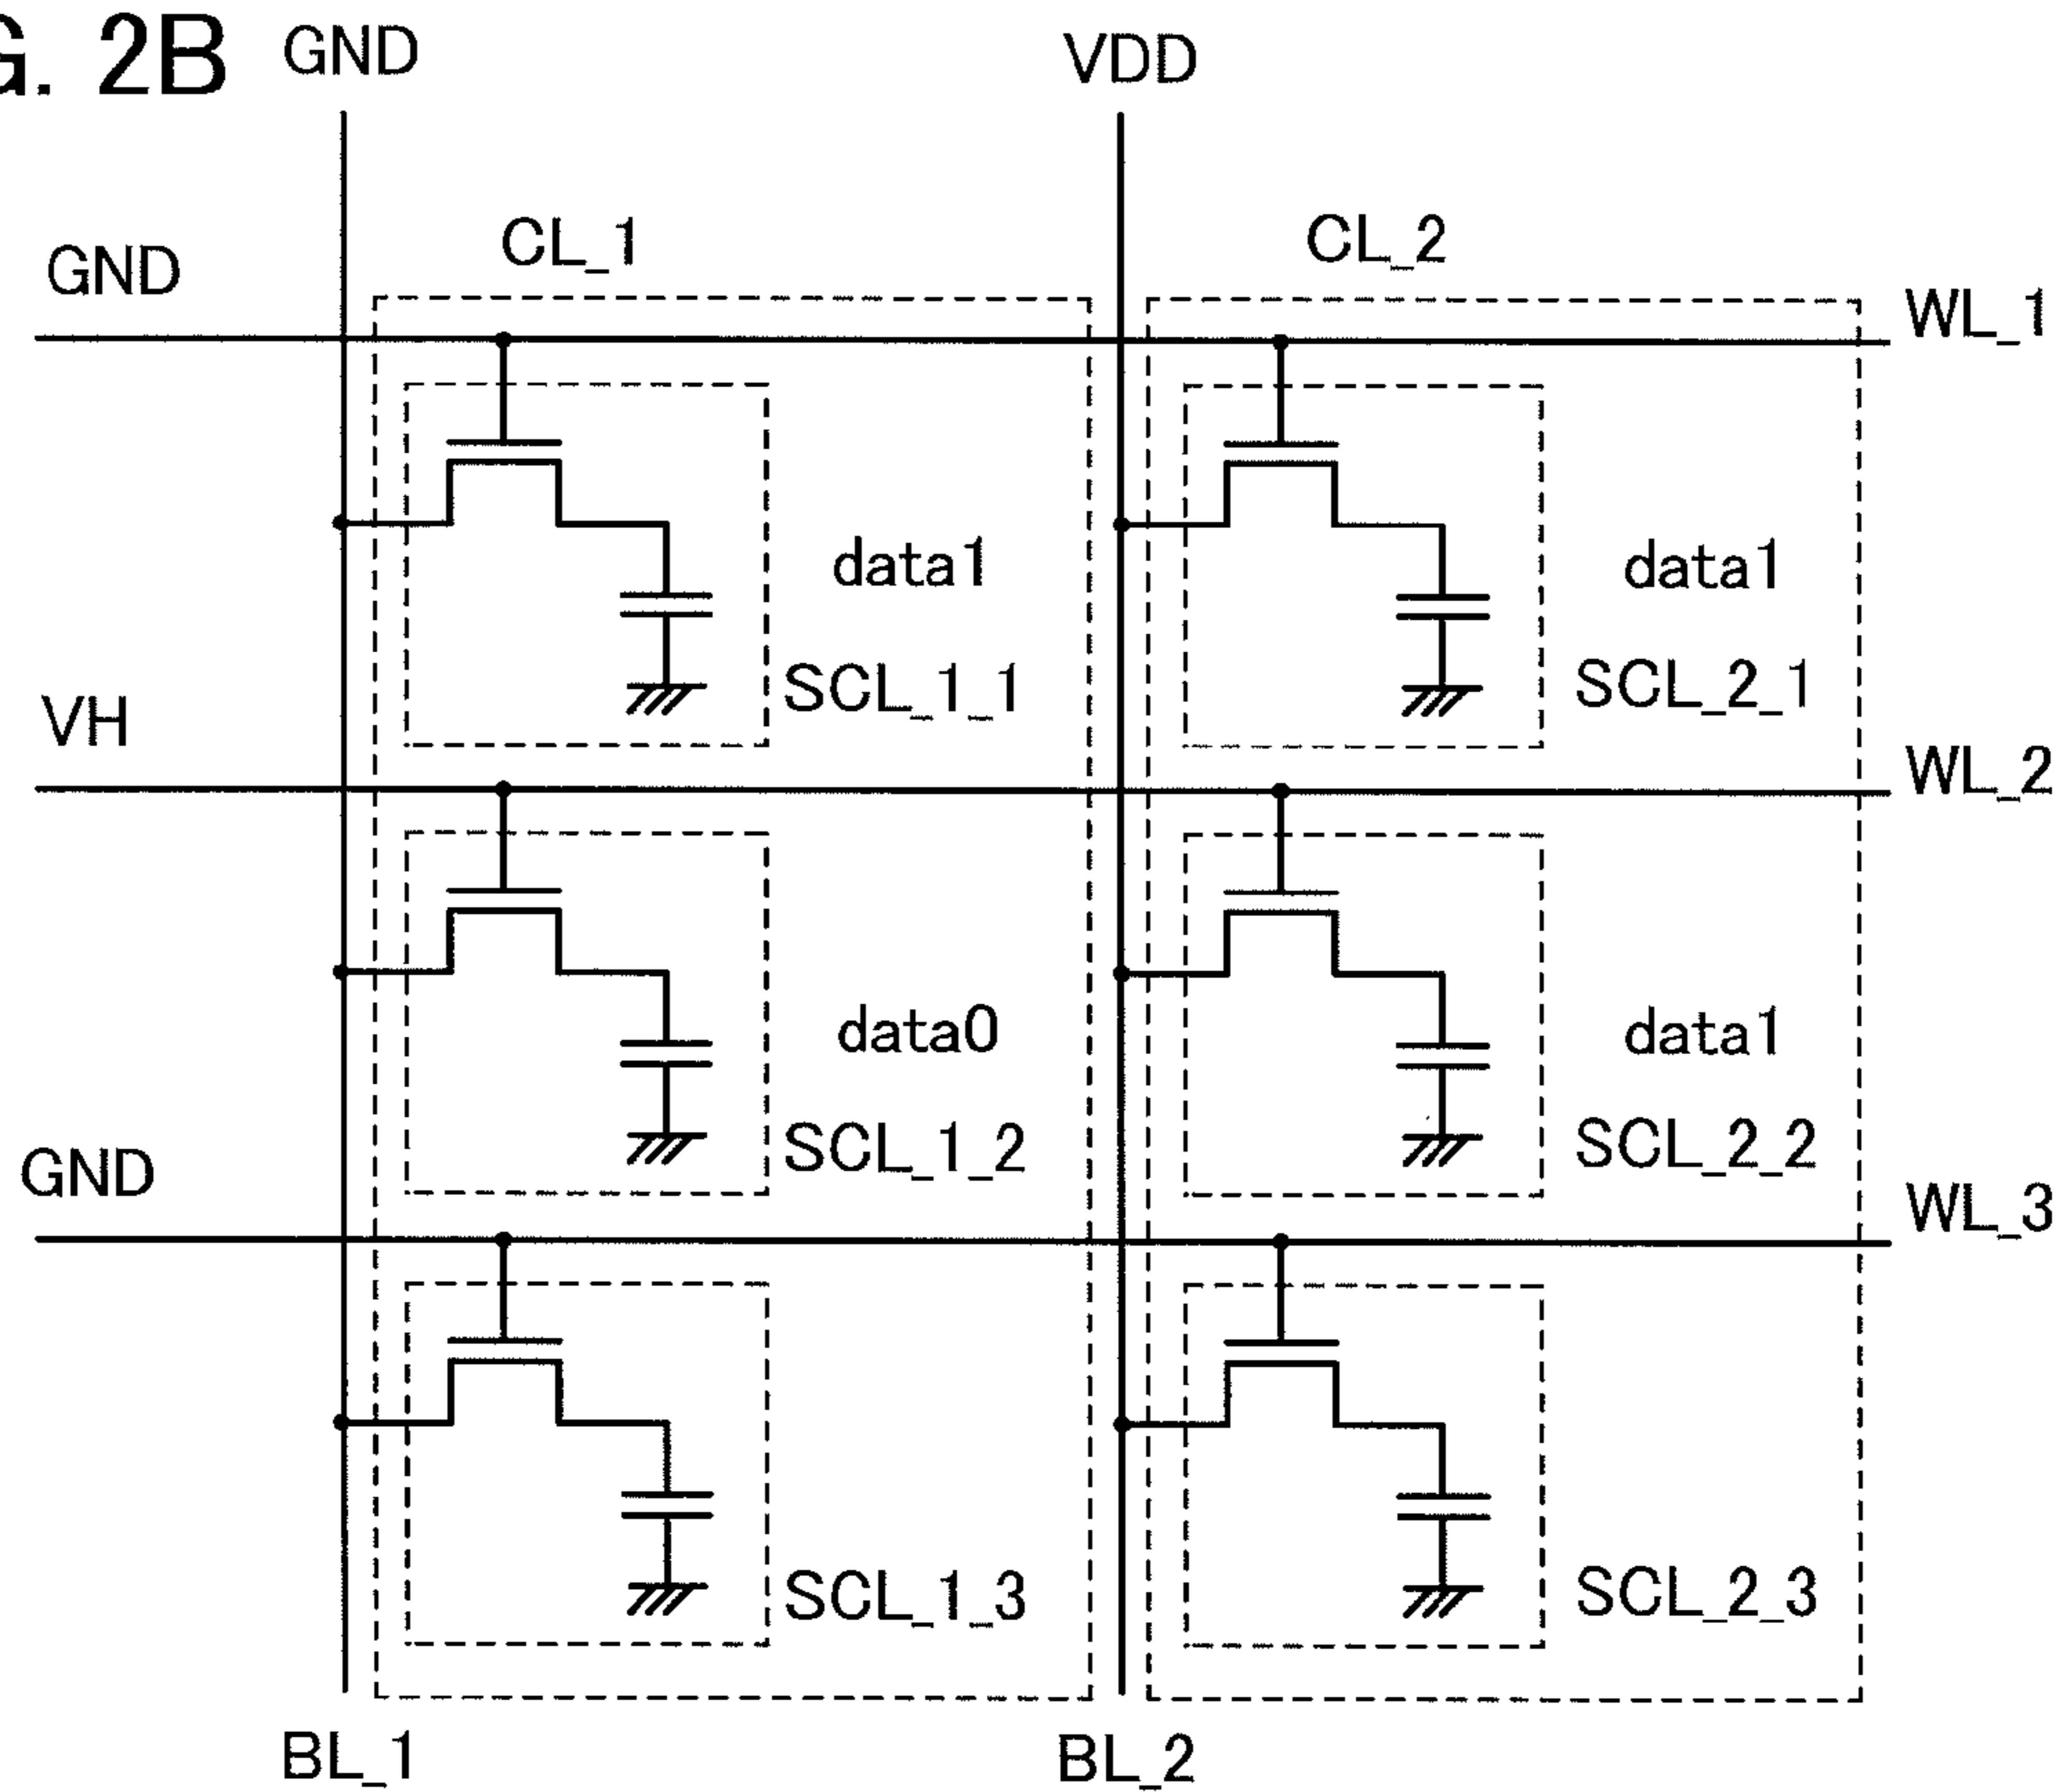 G. 2B
GND
VDD
CL_1
CL_2
GND
WL_1
data1
data1
SCL_1_1
SCL_2_1
VH
WL_2
data0
data1
SCL_1_2
SCL_2_2
GND
WL_3
SCL_1_3
SCL_2_3
BL_1
BL_2